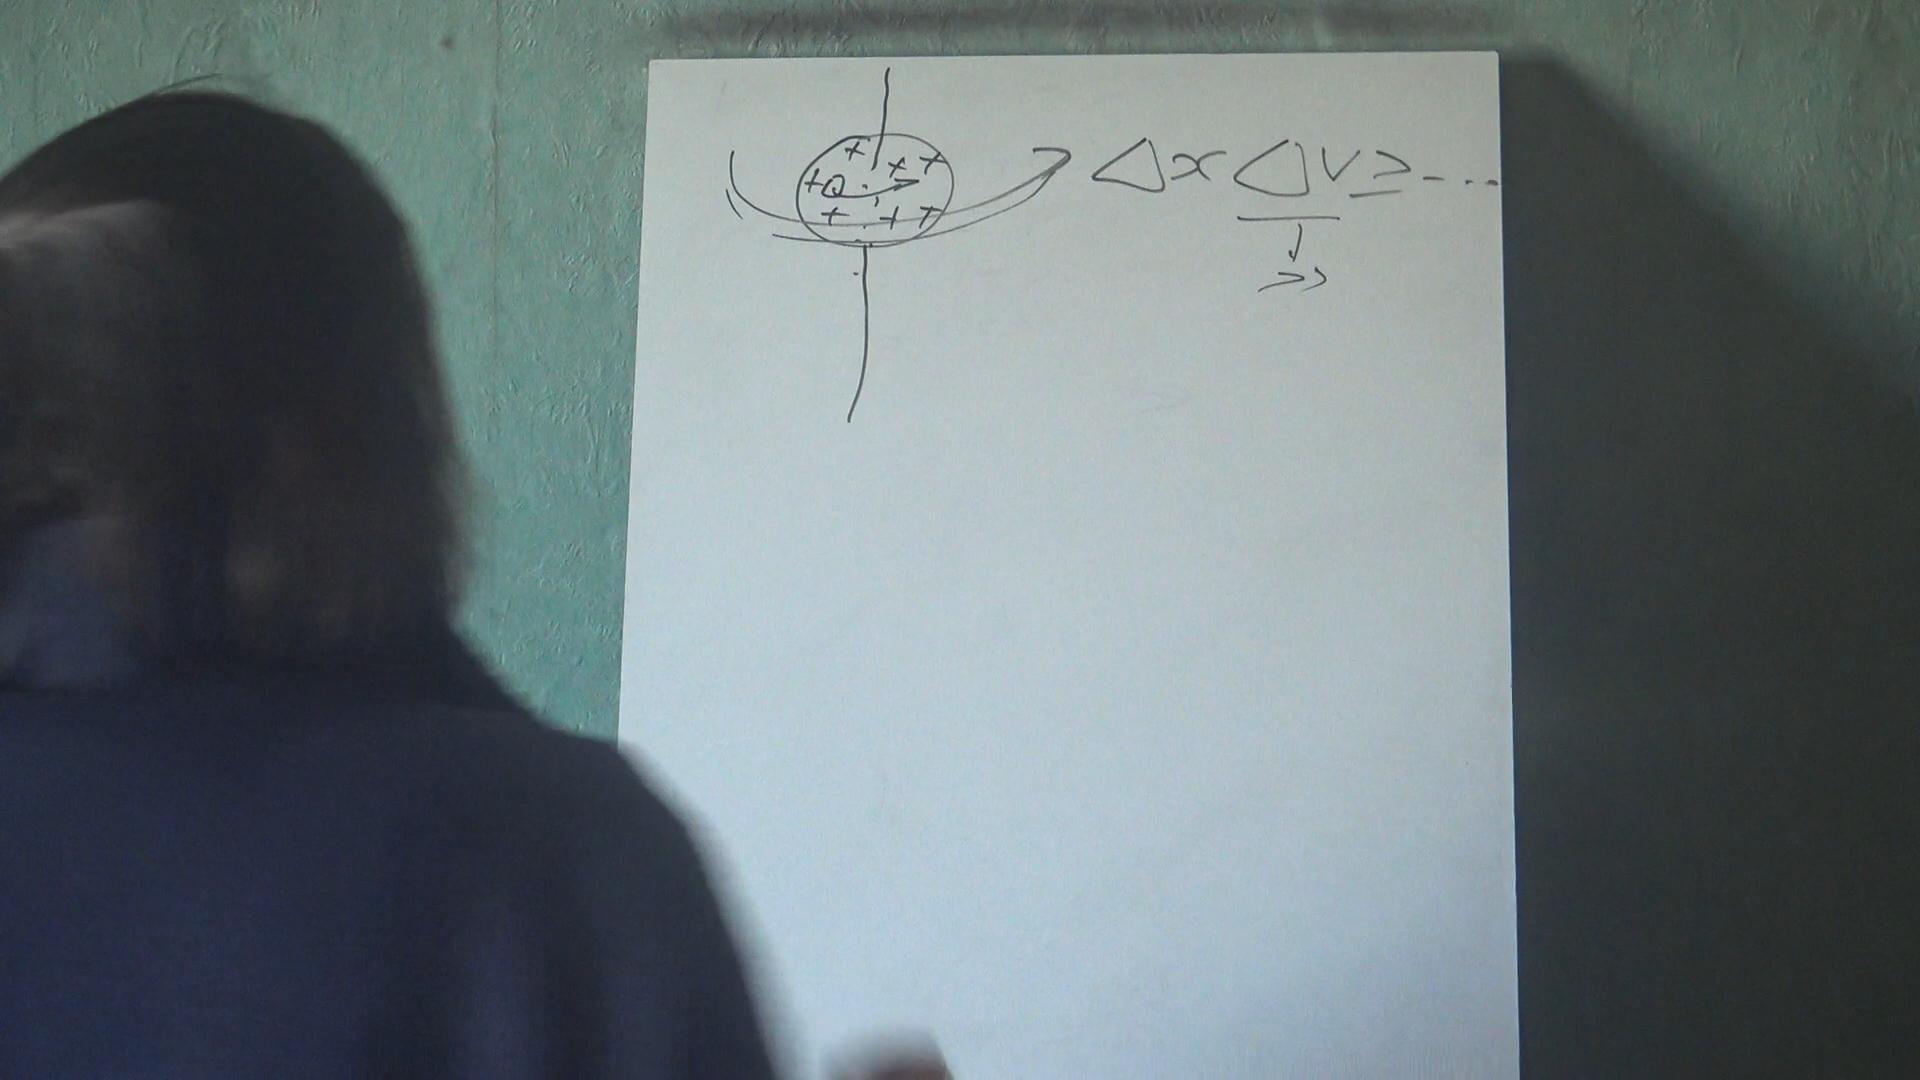 + + +
+ Q
+ + +
Δx ΔV ≥ ...
>>